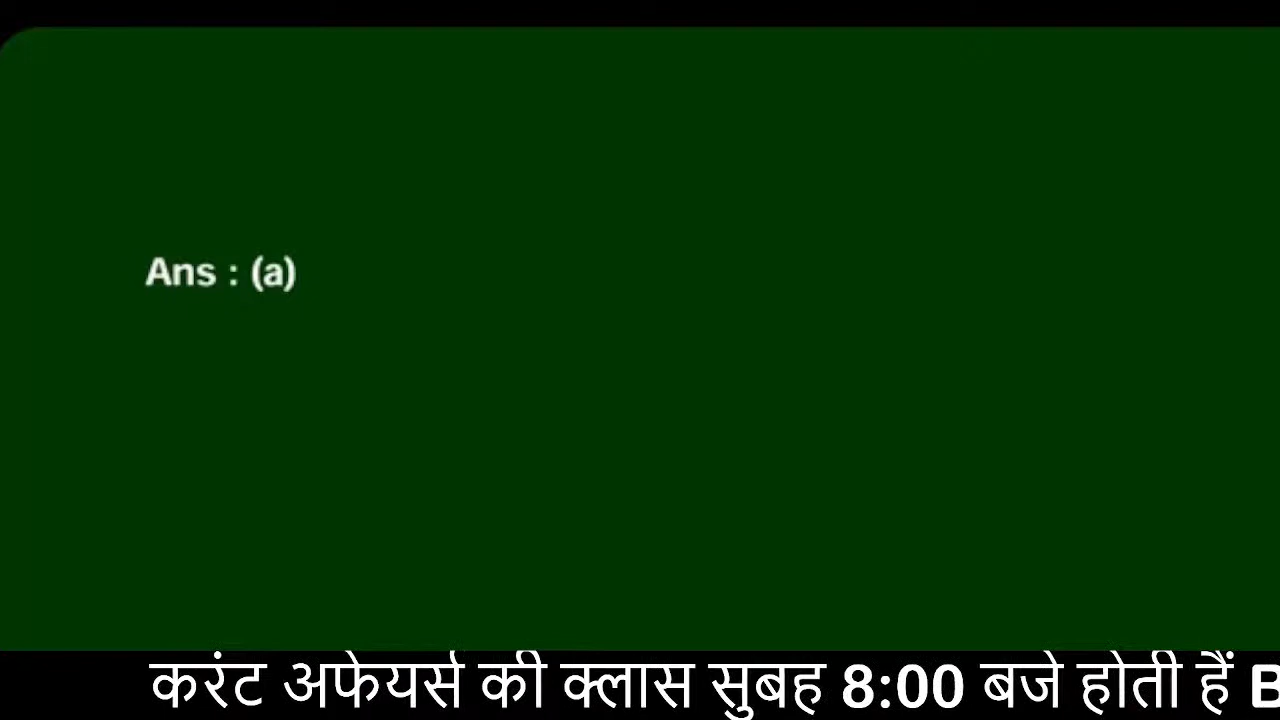 Ans : (a)
करंट अफेयर्स की क्लास सुबह 8:00 बजे होती हैं B